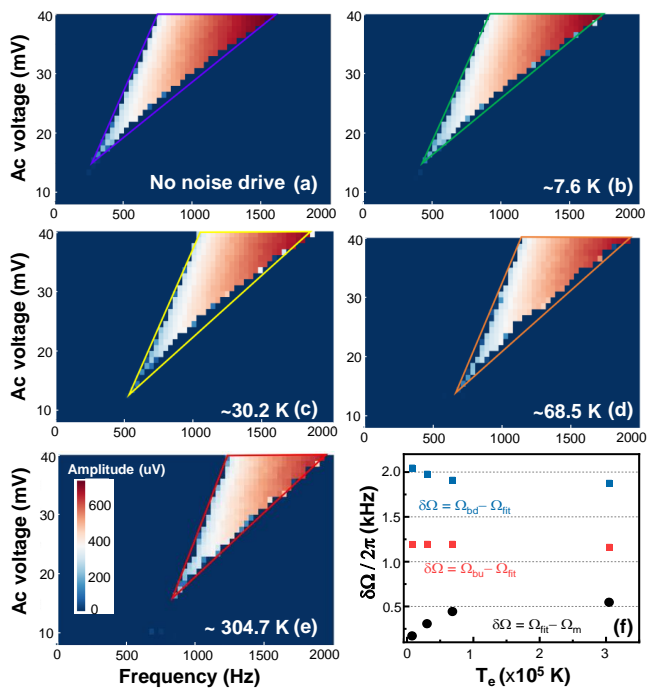 40
30
20
10
Ac voltage (mV)
0 500 1000 1500 2000
No noise drive (a)
40
30
20
10
0 500 1000 1500 2000
~7.6 K (b)
40
30
20
10
Ac voltage (mV)
0 500 1000 1500 2000
~30.2 K (c)
40
30
20
10
0 500 1000 1500 2000
~68.5 K (d)
40
30
20
10
Ac voltage (mV)
Amplitude (uV)
600
400
200
0
~ 304.7 K (e)
0 500 1000 1500 2000
Frequency (Hz)
2.0
1.5
1.0
0.5
δΩ / 2π (kHz)
δΩ = Ω_bd − Ω_fit
δΩ = Ω_bu − Ω_fit
δΩ = Ω_fit − Ω_m
(f)
0 1 2 3
T_e (×10⁵ K)